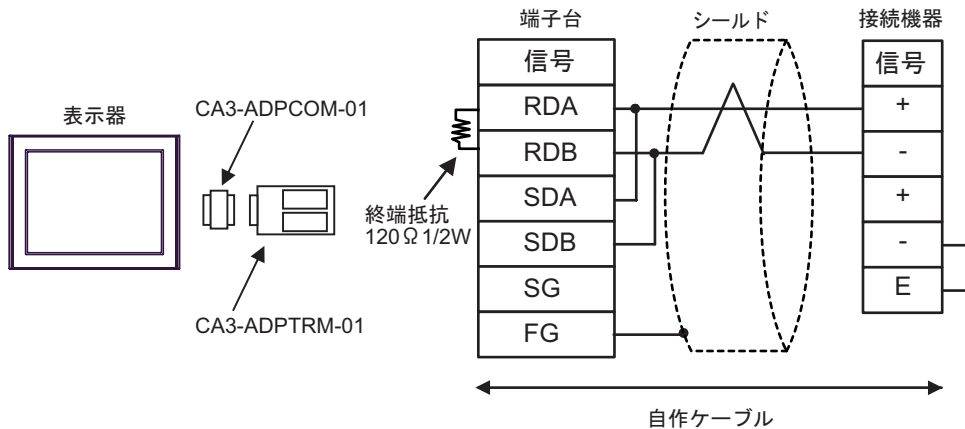 表示器
CA3-ADPCOM-01
CA3-ADPTRM-01
終端抵抗
120Ω 1/2W
端子台
信号
RDA
RDB
SDA
SDB
SG
FG
シールド
接続機器
信号
+
-
+
-
E
自作ケーブル